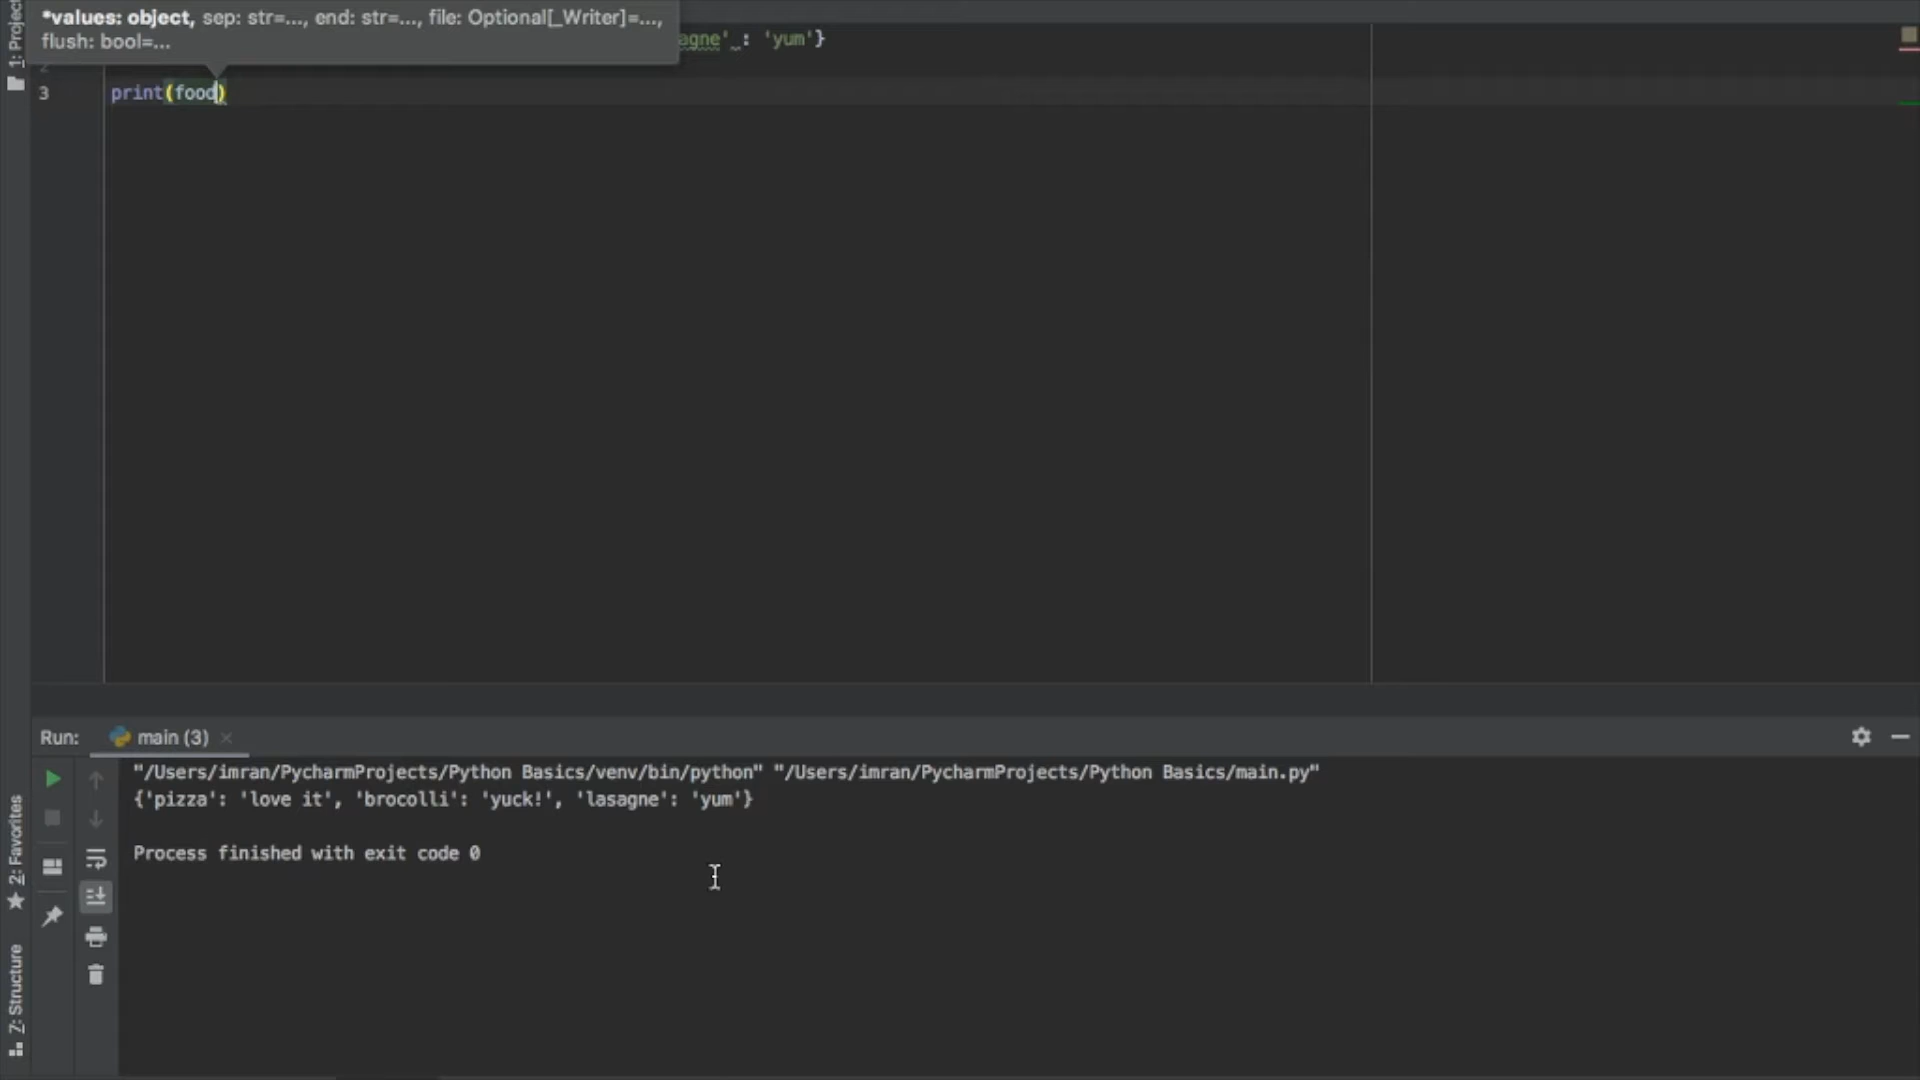 1: Project
*values: object, sep: str=..., end: str=..., file: Optional[_Writer]=...,
flush: bool=...
agne' : 'yum'}
2
3 print(food)
Run: main (3)
"/Users/imran/PycharmProjects/Python Basics/venv/bin/python" "/Users/imran/PycharmProjects/Python Basics/main.py"
{'pizza': 'love it', 'brocolli': 'yuck!', 'lasagne': 'yum'}
Process finished with exit code 0
2: Favorites
7: Structure